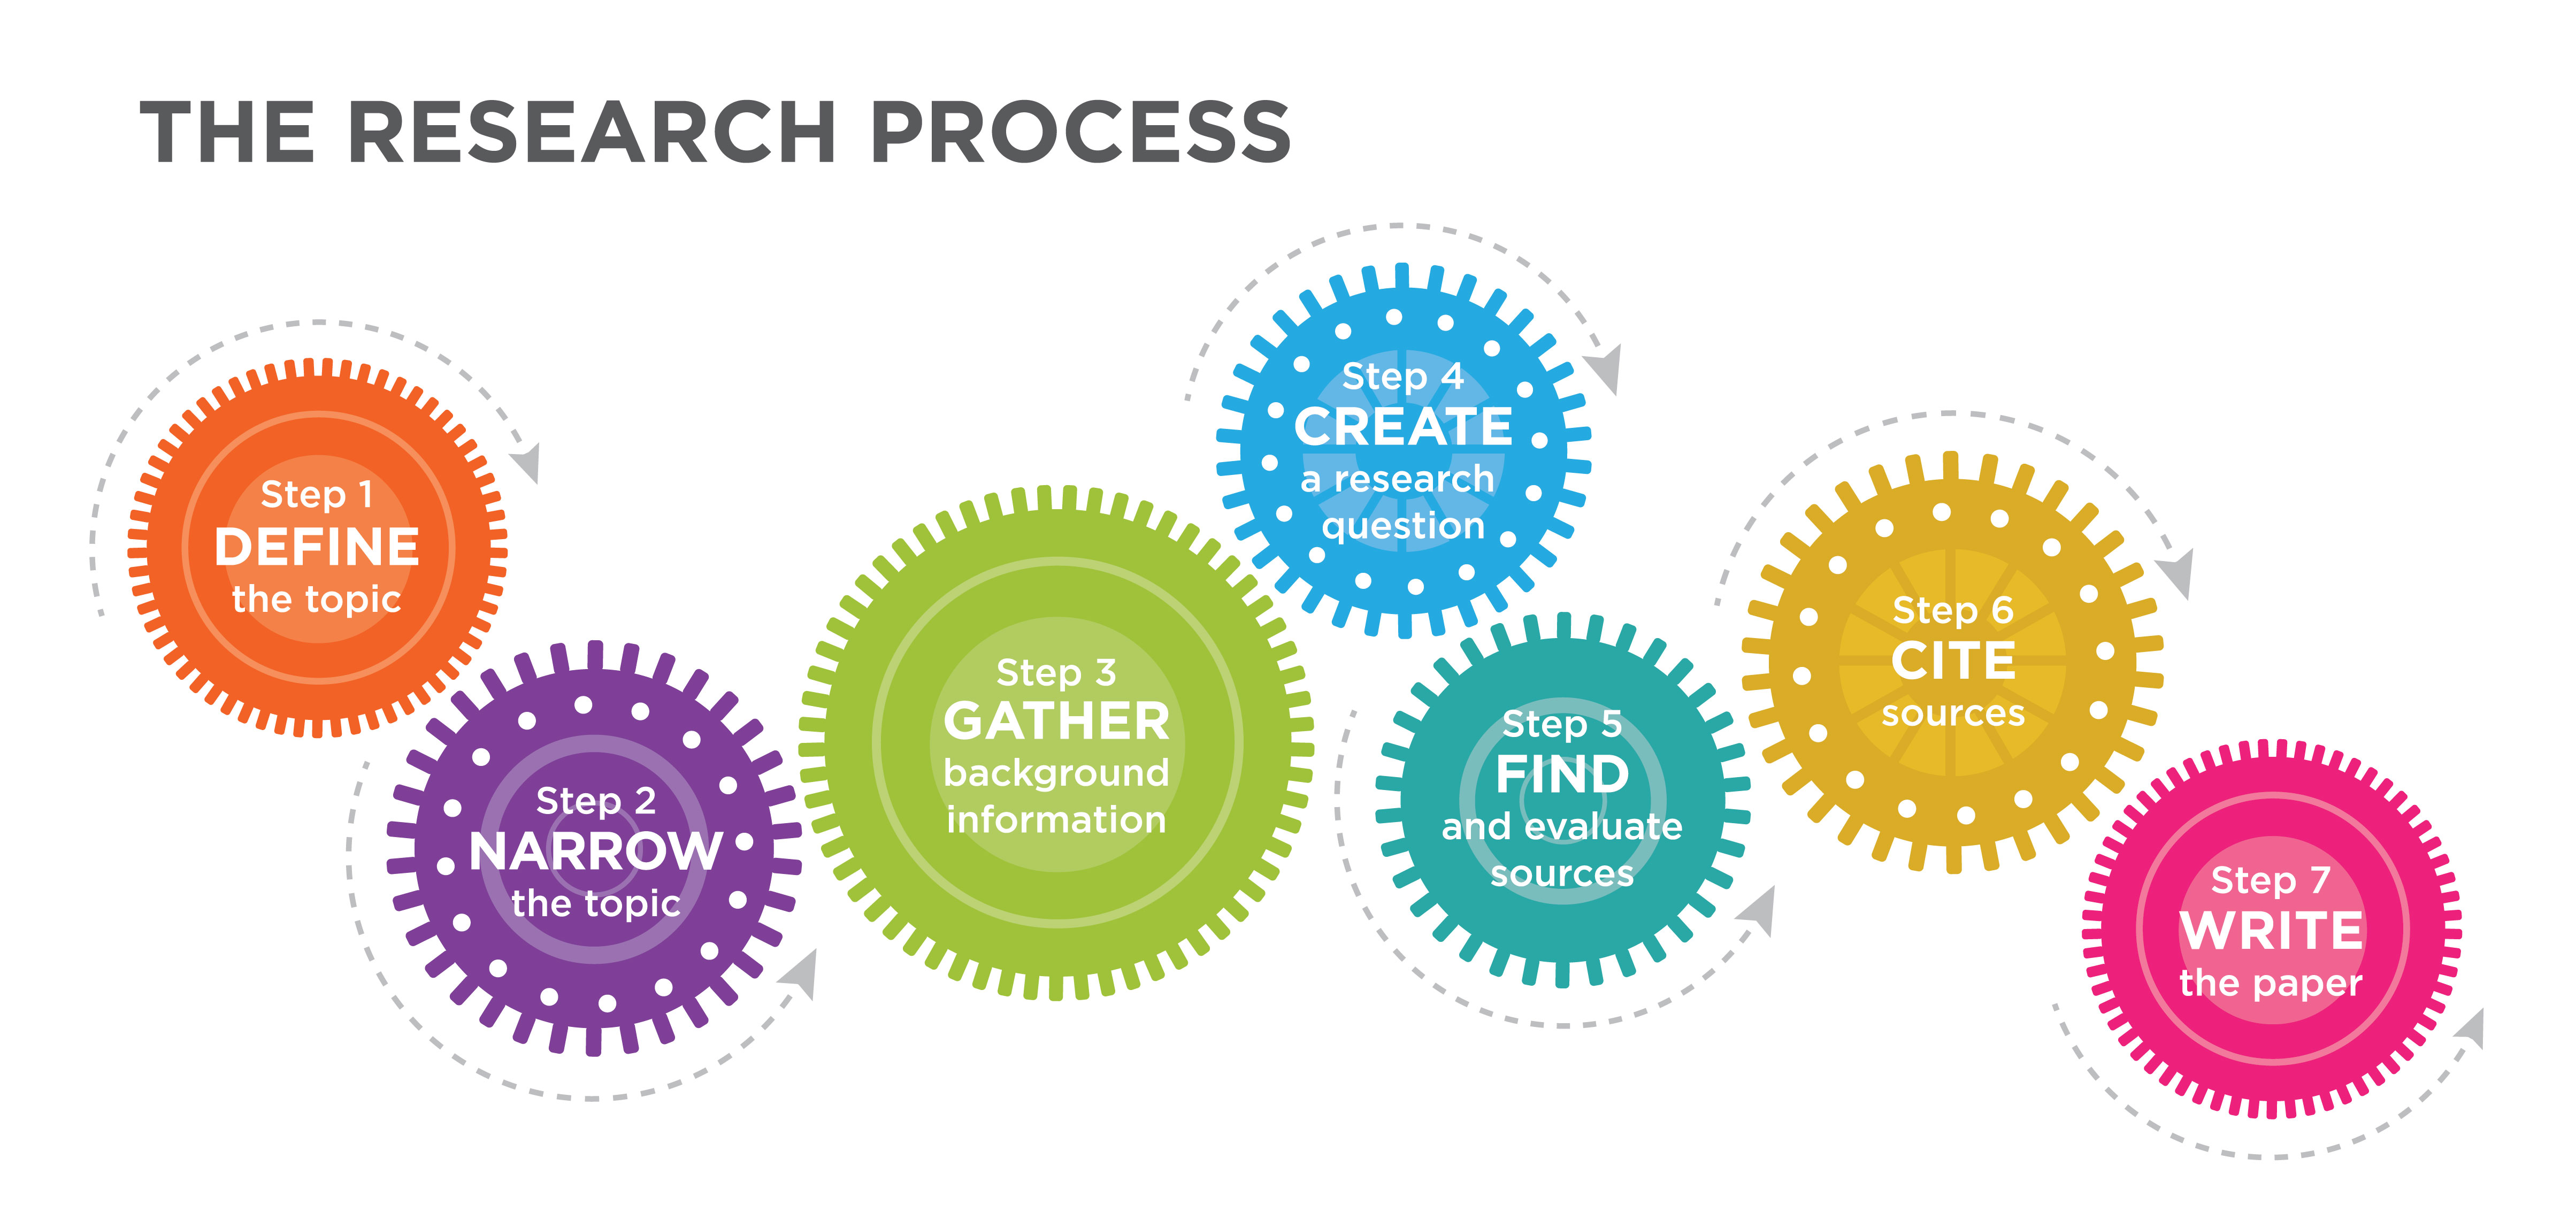 THE RESEARCH PROCESS
Step 1
DEFINE
the topic
Step 2
NARROW
the topic
Step 3
GATHER
background
information
Step 4
CREATE
a research
question
Step 5
FIND
and evaluate
sources
Step 6
CITE
sources
Step 7
WRITE
the paper